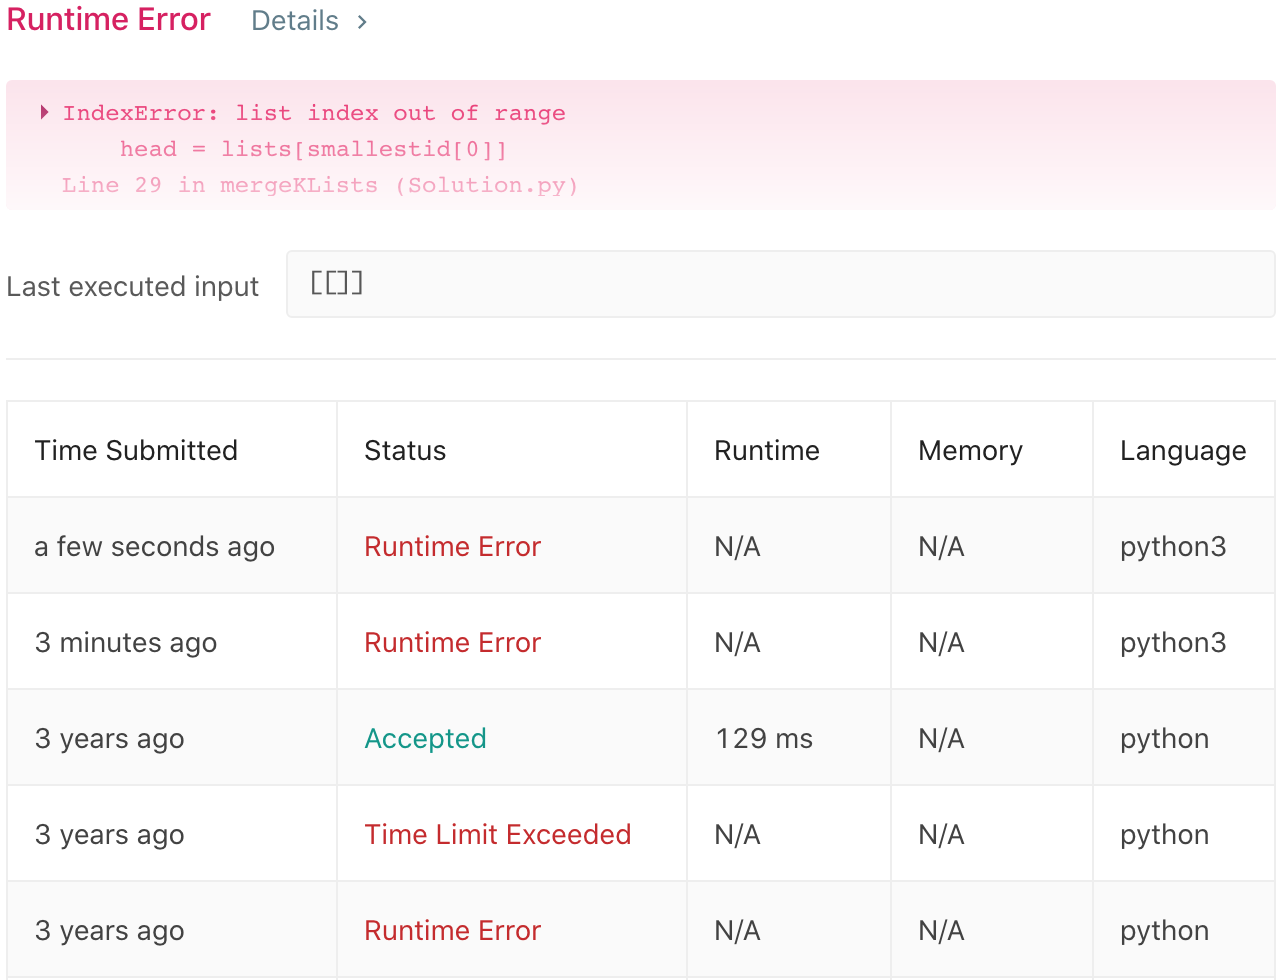 Runtime Error Details >
IndexError: list index out of range
head = lists[smallestid[0]]
Line 29 in mergeKLists (Solution.py)
Last executed input [[]]
Time Submitted Status Runtime Memory Language
a few seconds ago Runtime Error N/A N/A python3
3 minutes ago Runtime Error N/A N/A python3
3 years ago Accepted 129 ms N/A python
3 years ago Time Limit Exceeded N/A N/A python
3 years ago Runtime Error N/A N/A python